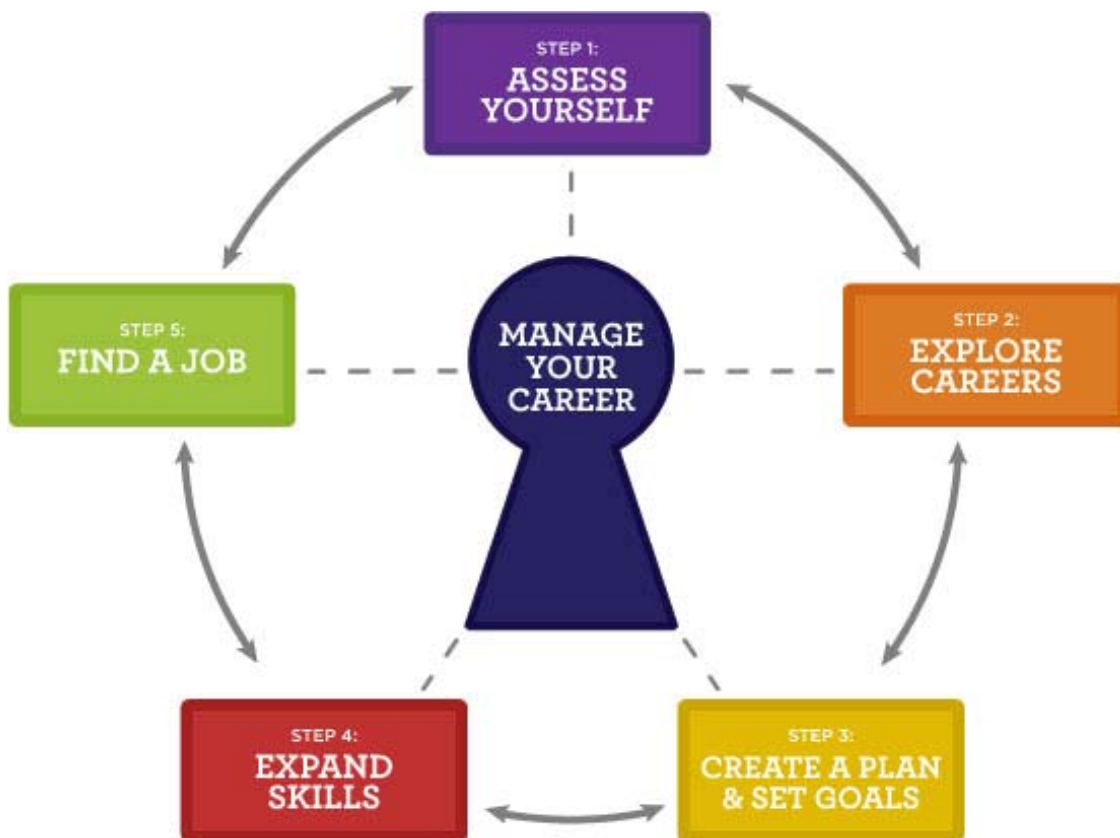 STEP 1:
ASSESS
YOURSELF
STEP 2:
EXPLORE
CAREERS
STEP 3:
CREATE A PLAN
& SET GOALS
STEP 4:
EXPAND
SKILLS
STEP 5:
FIND A JOB
MANAGE
YOUR
CAREER